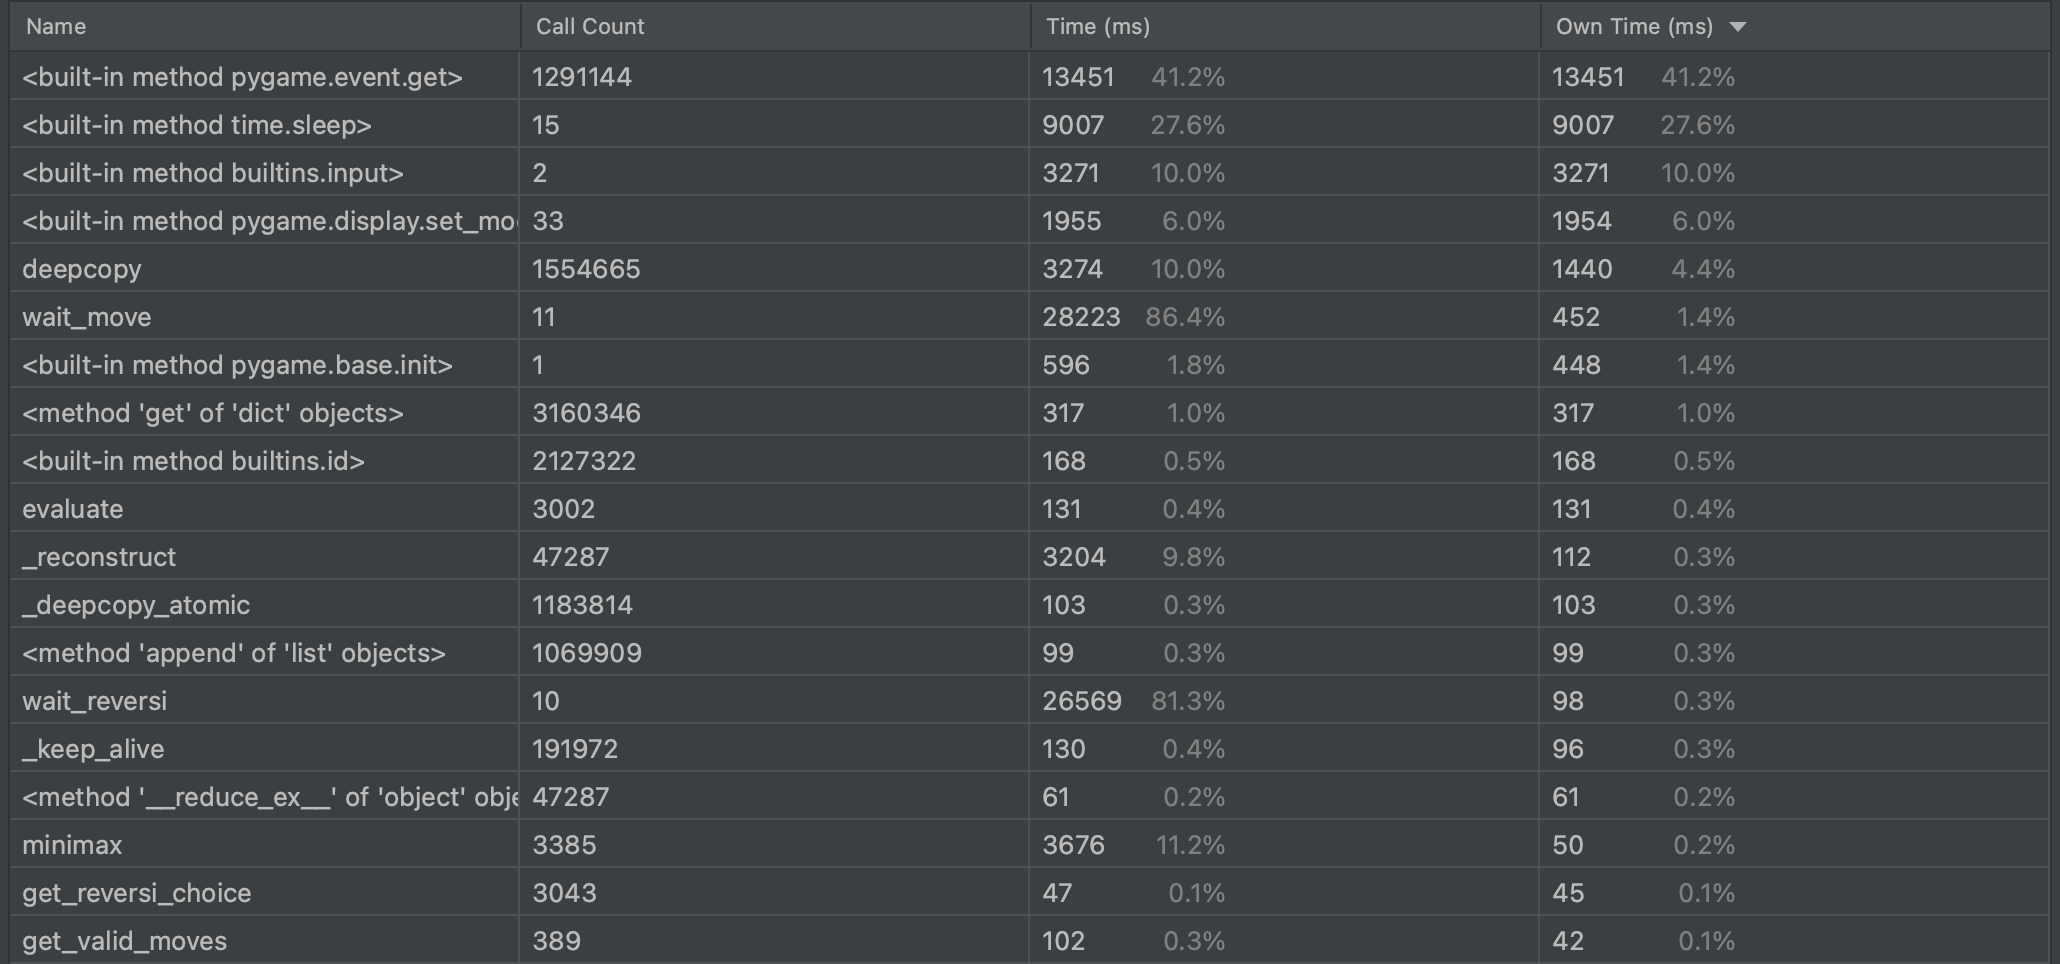 Name Call Count Time (ms) Own Time (ms)
<built-in method pygame.event.get> 1291144 13451 41.2% 13451 41.2%
<built-in method time.sleep> 15 9007 27.6% 9007 27.6%
<built-in method builtins.input> 2 3271 10.0% 3271 10.0%
<built-in method pygame.display.set_mo 33 1955 6.0% 1954 6.0%
deepcopy 1554665 3274 10.0% 1440 4.4%
wait_move 11 28223 86.4% 452 1.4%
<built-in method pygame.base.init> 1 596 1.8% 448 1.4%
<method 'get' of 'dict' objects> 3160346 317 1.0% 317 1.0%
<built-in method builtins.id> 2127322 168 0.5% 168 0.5%
evaluate 3002 131 0.4% 131 0.4%
_reconstruct 47287 3204 9.8% 112 0.3%
_deepcopy_atomic 1183814 103 0.3% 103 0.3%
<method 'append' of 'list' objects> 1069909 99 0.3% 99 0.3%
wait_reversi 10 26569 81.3% 98 0.3%
_keep_alive 191972 130 0.4% 96 0.3%
<method '__reduce_ex__' of 'object' obje 47287 61 0.2% 61 0.2%
minimax 3385 3676 11.2% 50 0.2%
get_reversi_choice 3043 47 0.1% 45 0.1%
get_valid_moves 389 102 0.3% 42 0.1%